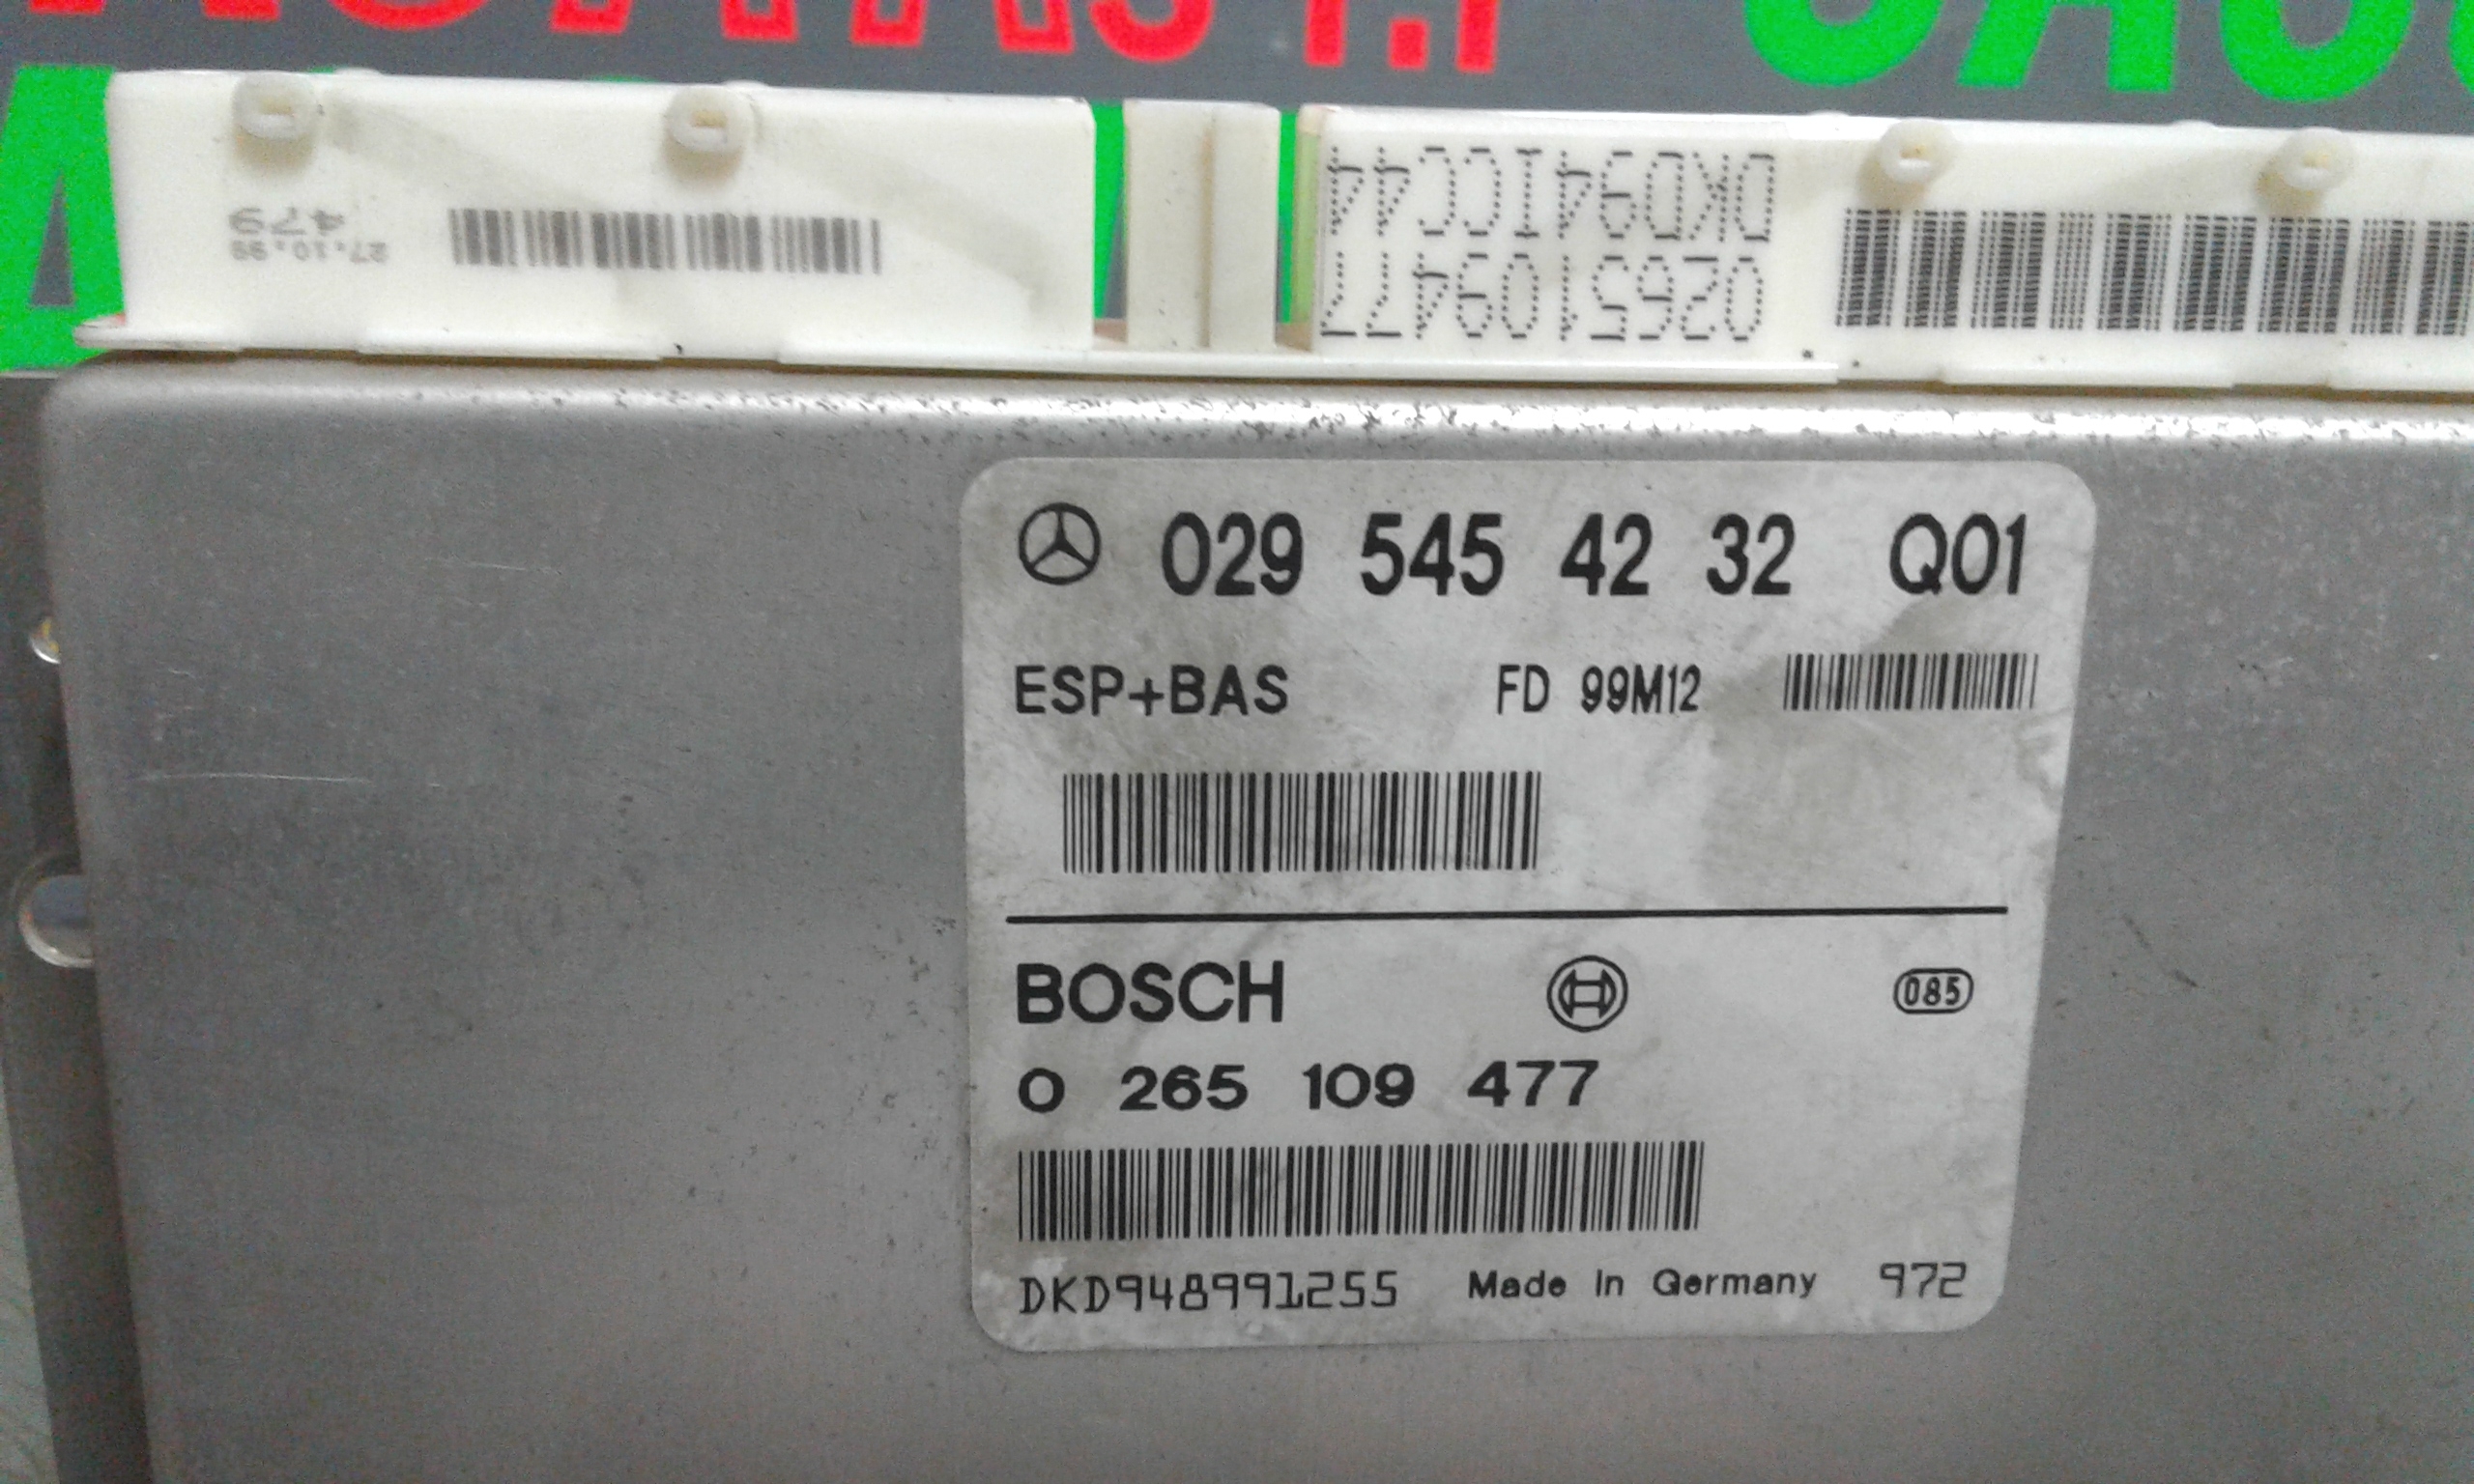 479
27.10.99
DKD941CC44
0265109477
029 545 42 32 Q01
ESP+BAS FD 99M12
BOSCH 085
0 265 109 477
DKD948991255 Made in Germany 972